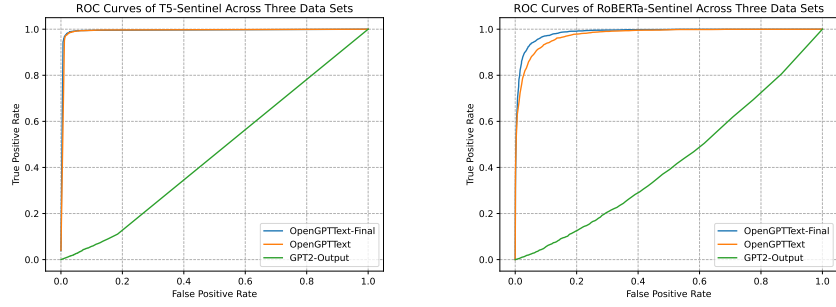 ROC Curves of T5-Sentinel Across Three Data Sets
True Positive Rate
1.0
0.8
0.6
0.4
0.2
0.0
OpenGPTText-Final
OpenGPTText
GPT2-Output
0.0 0.2 0.4 0.6 0.8 1.0
False Positive Rate
ROC Curves of RoBERTa-Sentinel Across Three Data Sets
True Positive Rate
1.0
0.8
0.6
0.4
0.2
0.0
OpenGPTText-Final
OpenGPTText
GPT2-Output
0.0 0.2 0.4 0.6 0.8 1.0
False Positive Rate